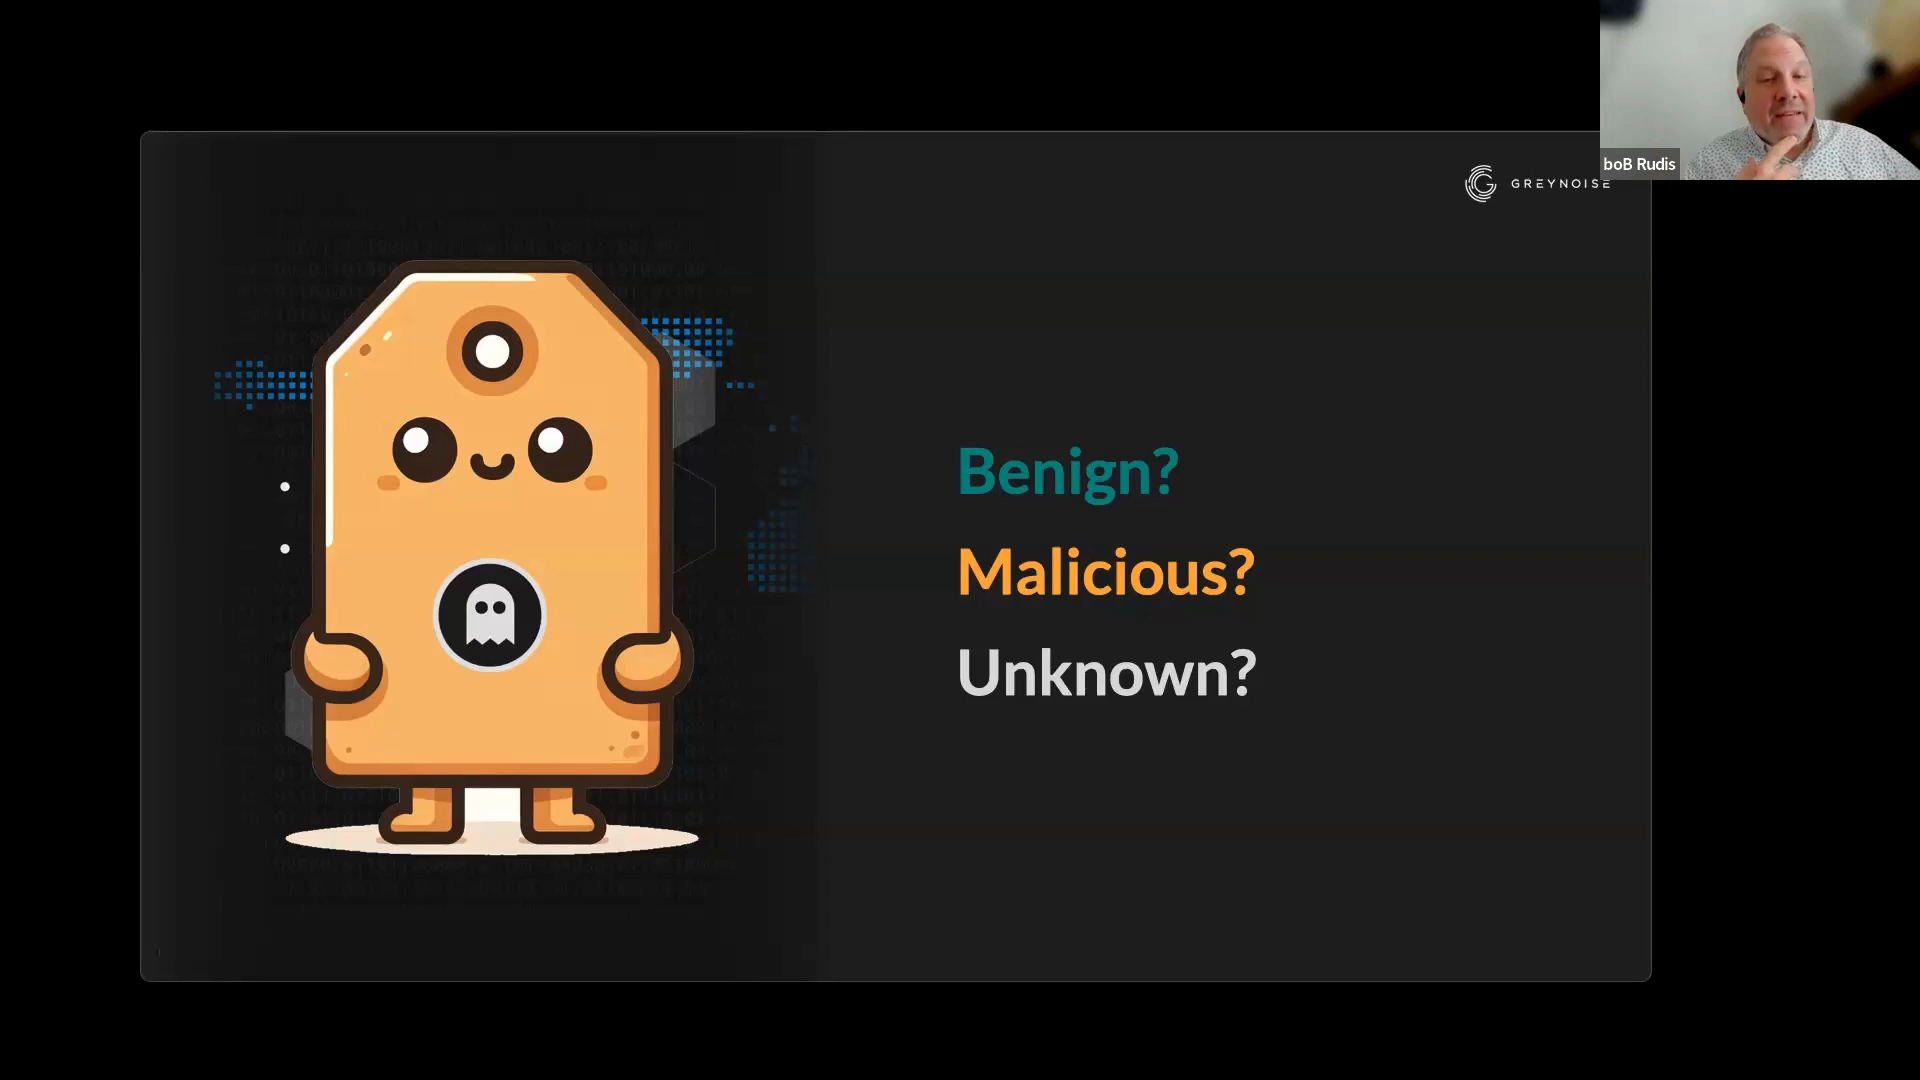 boB Rudis
GREYNOISE
Benign?
Malicious?
Unknown?